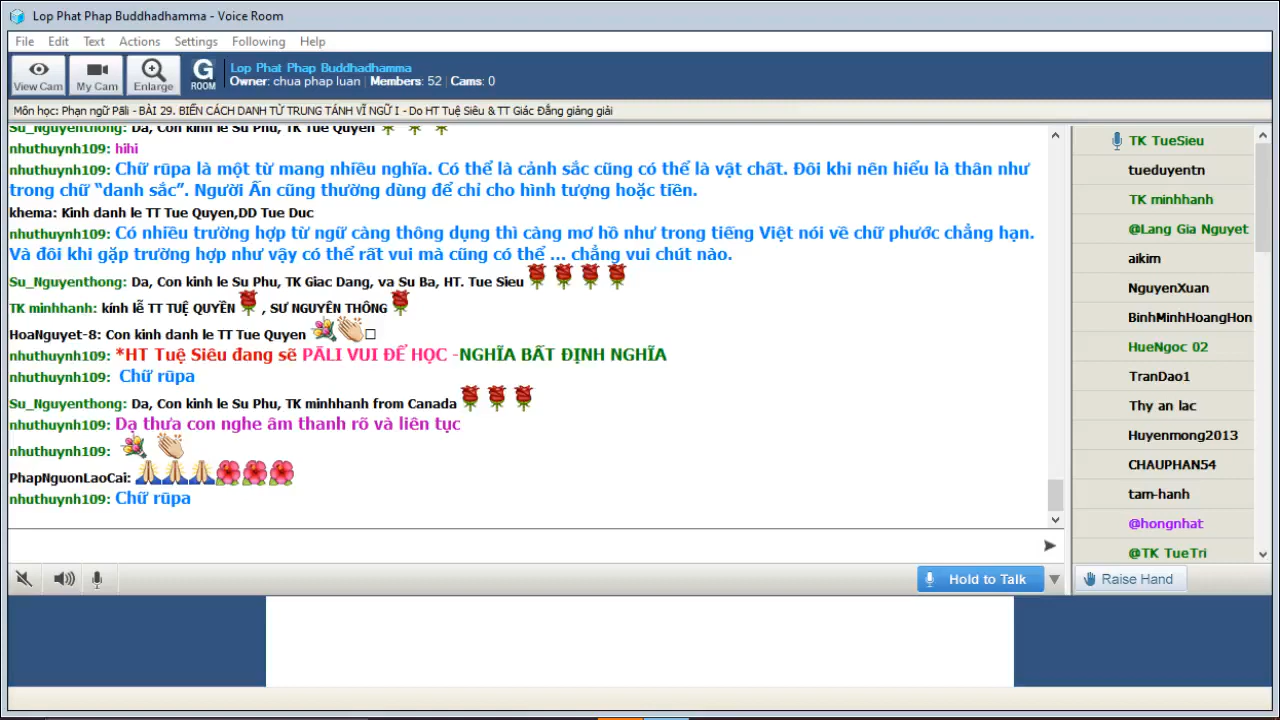 Lop Phat Phap Buddhadhamma - Voice Room
File Edit Text Actions Settings Following Help
View Cam My Cam Enlarge G ROOM
Lop Phat Phap Buddhadhamma
Owner: chua phap luan | Members: 52 | Cams: 0
Môn học: Phạn ngữ Pāli - BÀI 29. BIẾN CÁCH DANH TỪ TRUNG TÁNH VĨ NGỮ I - Do HT Tuệ Siêu & TT Giác Đẳng giảng giải
Su_Nguyenthong: Da, Con kinh le Su Phu, TK Tue Quyen
nhuthuynh109: hihi
nhuthuynh109: Chữ rūpa là một từ mang nhiều nghĩa. Có thể là cảnh sắc cũng có thể là vật chất. Đôi khi nên hiểu là thân như
trong chữ “danh sắc”. Người Ấn cũng thường dùng để chỉ cho hình tượng hoặc tiền.
khema: Kinh danh le TT Tue Quyen,DD Tue Duc
nhuthuynh109: Có nhiều trường hợp từ ngữ càng thông dụng thì càng mơ hồ như trong tiếng Việt nói về chữ phước chẳng hạn.
Và đôi khi gặp trường hợp như vậy có thể rất vui mà cũng có thể ... chẳng vui chút nào.
Su_Nguyenthong: Da, Con kinh le Su Phu, TK Giac Dang, va Su Ba, HT. Tue Sieu
TK minhhanh: kính lễ TT TUỆ QUYỀN , SƯ NGUYÊN THÔNG
HoaNguyet-8: Con kinh danh le TT Tue Quyen
nhuthuynh109: *HT Tuệ Siêu đang sẽ PĀLI VUI ĐỂ HỌC -NGHĨA BẤT ĐỊNH NGHĨA
nhuthuynh109: Chữ rūpa
Su_Nguyenthong: Da, Con kinh le Su Phu, TK minhhanh from Canada
nhuthuynh109: Dạ thưa con nghe âm thanh rõ và liên tục
nhuthuynh109:
PhapNguonLaoCai:
nhuthuynh109: Chữ rūpa
Hold to Talk
TK TueSieu
tueduyentn
TK minhhanh
@Lang Gia Nguyet
aikim
NguyenXuan
BinhMinhHoangHon
HueNgoc 02
TranDao1
Thy an lac
Huyenmong2013
CHAUPHAN54
tam-hanh
@hongnhat
@TK TueTri
Raise Hand